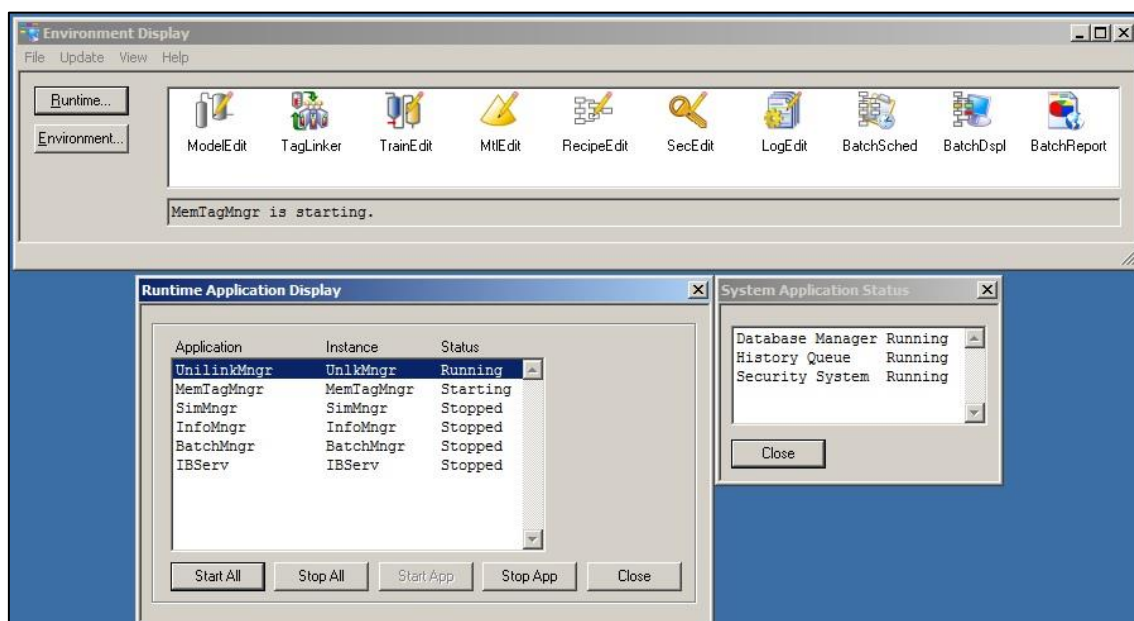 Environment Display
File Update View Help
Runtime...
Environment...
ModelEdit TagLinker TrainEdit MtlEdit RecipeEdit SecEdit LogEdit BatchSched BatchDspl BatchReport
MemTagMngr is starting.
Runtime Application Display
Application Instance Status
UnilinkMngr UnlkMngr Running
MemTagMngr MemTagMngr Starting
SimMngr SimMngr Stopped
InfoMngr InfoMngr Stopped
BatchMngr BatchMngr Stopped
IBServ IBServ Stopped
Start All Stop All Start App Stop App Close
System Application Status
Database Manager Running
History Queue Running
Security System Running
Close